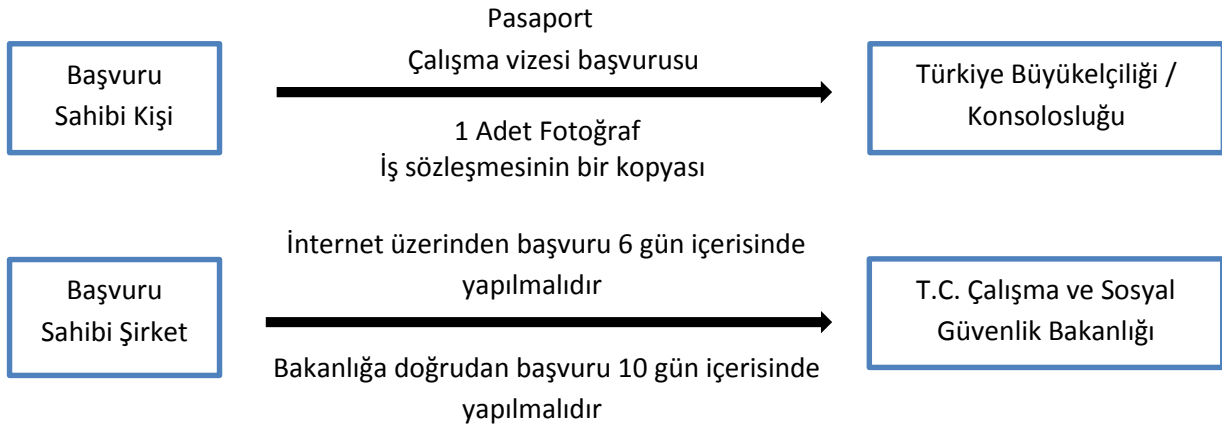 Pasaport
Başvuru
Sahibi Kişi
Çalışma vizesi başvurusu
1 Adet Fotoğraf
İş sözleşmesinin bir kopyası
Türkiye Büyükelçiliği /
Konsolosluğu
Başvuru
Sahibi Şirket
İnternet üzerinden başvuru 6 gün içerisinde
yapılmalıdır
Bakanlığa doğrudan başvuru 10 gün içerisinde
yapılmalıdır
T.C. Çalışma ve Sosyal
Güvenlik Bakanlığı